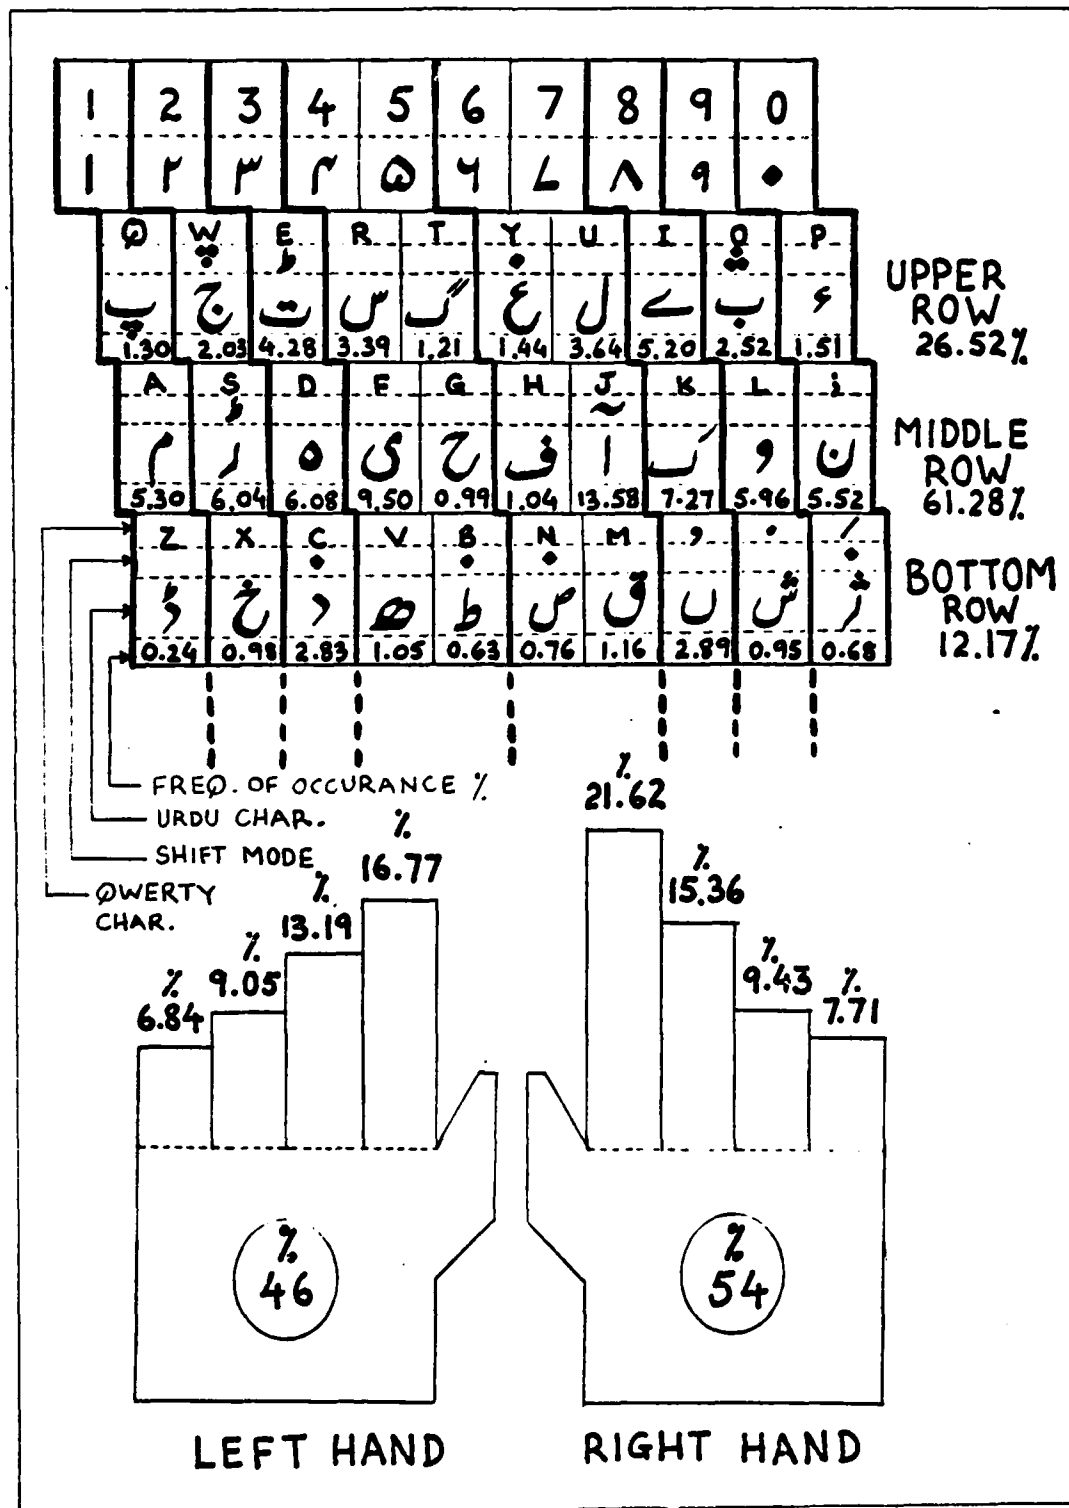 1 2 3 4 5 6 7 8 9 0
۱ ۲ ۳ ۴ ۵ ۶ ۷ ۸ ۹ ۰
Q W E R T Y U I O P
پ ج ت س گ ع ل ے ب ء
1.30 2.03 4.28 3.39 1.21 1.44 3.64 5.20 2.52 1.51
UPPER
ROW
26.52%
A S D F G H J K L ;
م ر ہ ی ح ف ا ک و ن
5.30 6.04 6.08 9.50 0.99 1.04 13.58 7.27 5.96 5.52
MIDDLE
ROW
61.28%
Z X C V B N M , . /
خ د ھ ط ص ق ں ش
0.24 0.98 2.83 1.05 0.63 0.76 1.16 2.89 0.95 0.68
BOTTOM
ROW
12.17%
FREQ. OF OCCURANCE %
URDU CHAR.
SHIFT MODE
QWERTY
CHAR.
% 6.84
% 9.05
% 13.19
% 16.77
% 21.62
% 15.36
% 9.43
% 7.71
% 46
% 54
LEFT HAND
RIGHT HAND